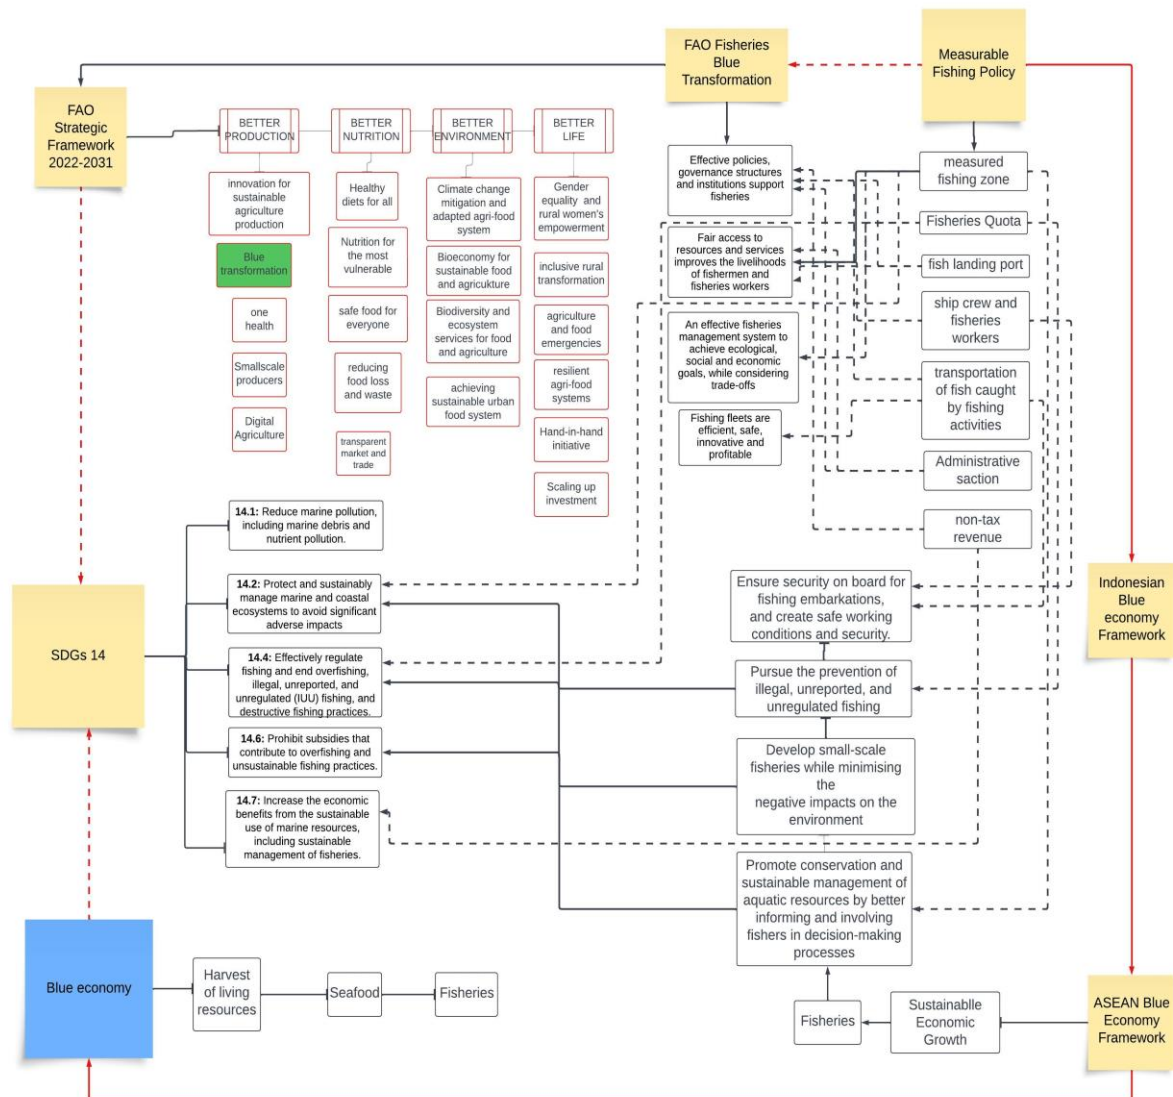 FAO Fisheries
Blue
Transformation
Measurable
Fishing Policy
FAO
Strategic
Framework
2022-2031
BETTER
PRODUCTION
BETTER
NUTRITION
BETTER
ENVIRONMENT
BETTER
LIFE
innovation for
sustainable
agriculture
production
Blue
transformation
one
health
Smallscale
producers
Digital
Agriculture
Healthy
diets for all
Nutrition for
the most
vulnerable
safe food for
everyone
reducing
food loss
and waste
transparent
market and
trade
Climate change
mitigation and
adapted agri-food
system
Bioeconomy for
sustainable food
and agricukture
Biodiversity and
ecosystem
services for food
and agriculture
achieving
sustainable urban
food system
Gender
equality and
rural women's
empowerment
inclusive rural
transformation
agriculture
and food
emergencies
resilient
agri-food
systems
Hand-in-hand
initiative
Scaling up
investment
Effective policies,
governance structures
and institutions support
fisheries
Fair access to
resources and services
improves the livelihoods
of fishermen and
fisheries workers
An effective fisheries
management system to
achieve ecological,
social and economic
goals, while considering
trade-offs
Fishing fleets are
efficient, safe,
innovative and
profitable
measured
fishing zone
Fisheries Quota
fish landing port
ship crew and
fisheries
workers
transportation
of fish caught
by fishing
activities
Administrative
saction
non-tax
revenue
SDGs 14
14.1: Reduce marine pollution,
including marine debris and
nutrient pollution.
14.2: Protect and sustainably
manage marine and coastal
ecosystems to avoid significant
adverse impacts
14.4: Effectively regulate
fishing and end overfishing,
illegal, unreported, and
unregulated (IUU) fishing, and
destructive fishing practices.
14.6: Prohibit subsidies that
contribute to overfishing and
unsustainable fishing practices.
14.7: Increase the economic
benefits from the sustainable
use of marine resources,
including sustainable
management of fisheries.
Ensure security on board for
fishing embarkations,
and create safe working
conditions and security.
Pursue the prevention of
illegal, unreported, and
unregulated fishing
Develop small-scale
fisheries while minimising
the
negative impacts on the
environment
Promote conservation and
sustainable management of
aquatic resources by better
informing and involving
fishers in decision-making
processes
Indonesian
Blue
economy
Framework
Blue economy
Harvest
of living
resources
Seafood
Fisheries
Fisheries
Sustainablle
Economic
Growth
ASEAN Blue
Economy
Framework